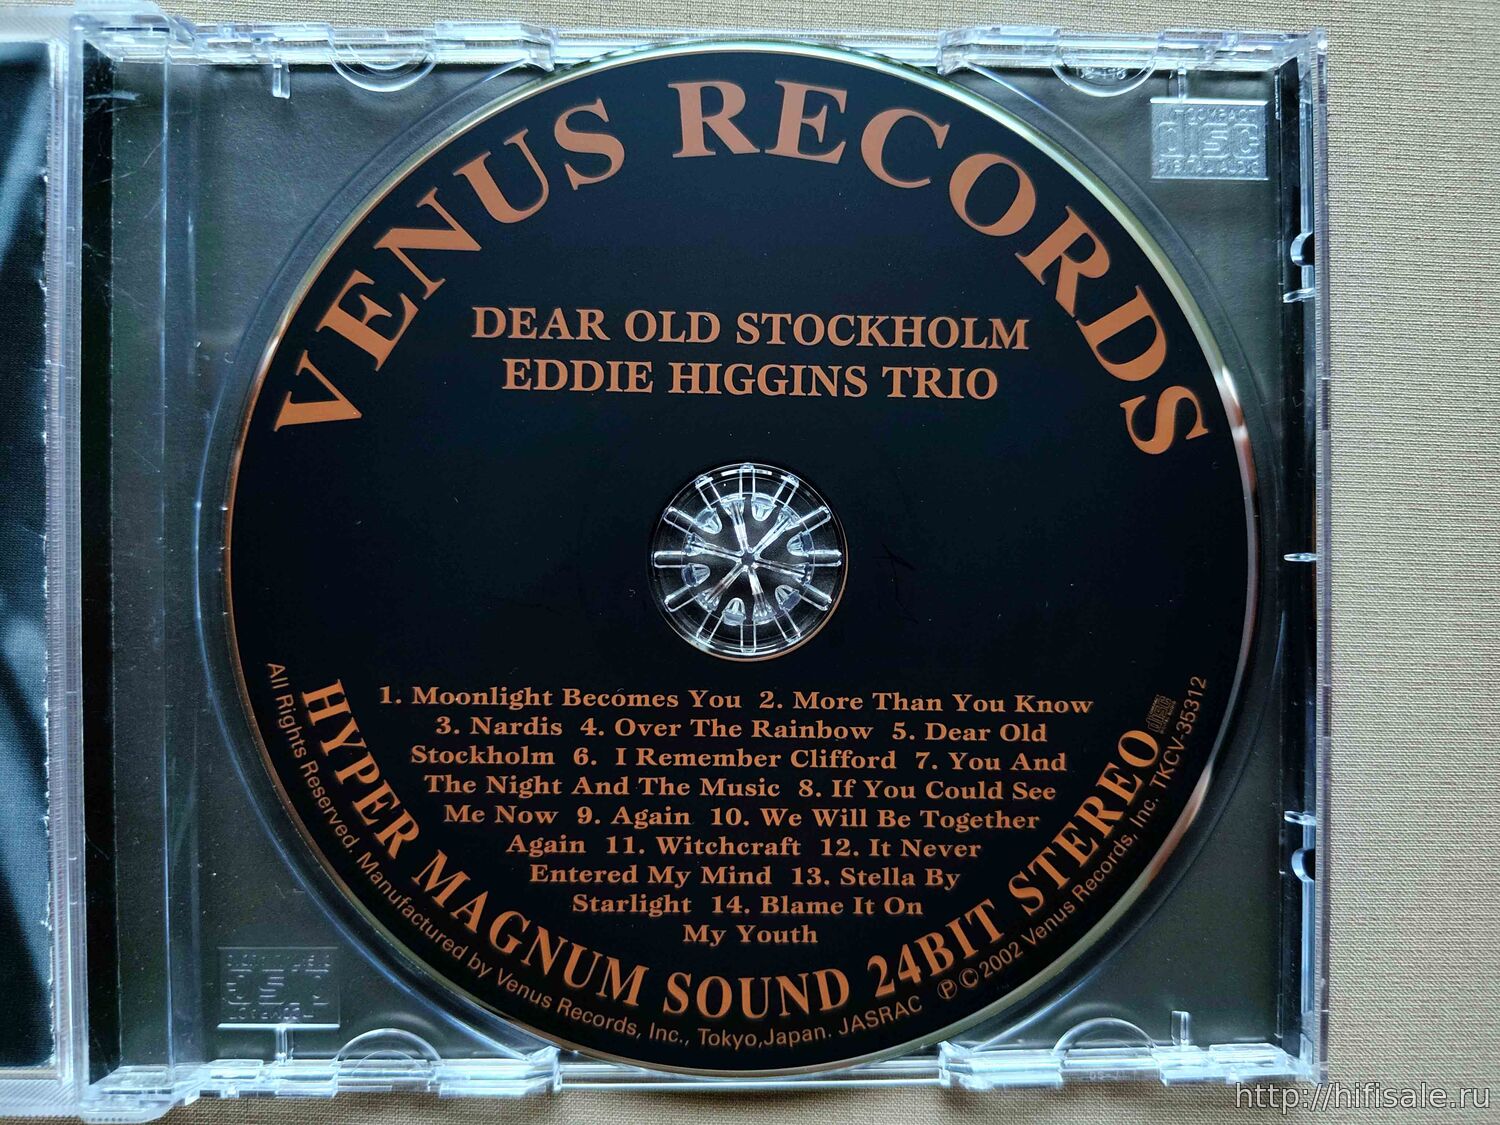 VENUS RECORDS
DEAR OLD STOCKHOLM
EDDIE HIGGINS TRIO
1. Moonlight Becomes You 2. More Than You Know
3. Nardis 4. Over The Rainbow 5. Dear Old
Stockholm 6. I Remember Clifford 7. You And
The Night And The Music 8. If You Could See
Me Now 9. Again 10. We Will Be Together
Again 11. Witchcraft 12. It Never
Entered My Mind 13. Stella By
Starlight 14. Blame It On
My Youth
HYPER MAGNUM SOUND 24BIT STEREO
All Rights Reserved. Manufactured by Venus Records, Inc., Tokyo,Japan. JASRAC ℗©2002 Venus Records, Inc. TKCV-35312
COMPACT
disc
http://hifisale.ru